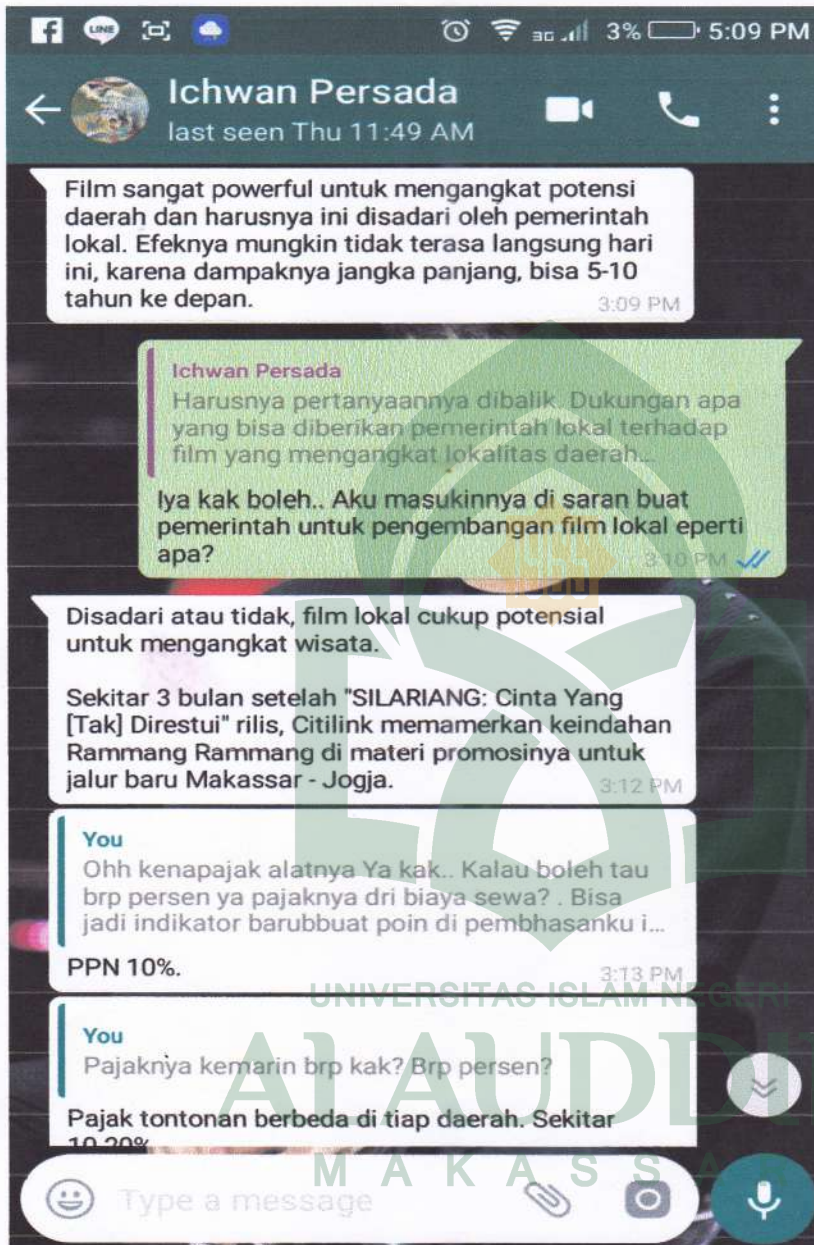 LINE
3G 3% 5:09 PM
Ichwan Persada
last seen Thu 11:49 AM
Film sangat powerful untuk mengangkat potensi
daerah dan harusnya ini disadari oleh pemerintah
lokal. Efeknya mungkin tidak terasa langsung hari
ini, karena dampaknya jangka panjang, bisa 5-10
tahun ke depan.
3:09 PM
Ichwan Persada
Harusnya pertanyaannya dibalik. Dukungan apa
yang bisa diberikan pemerintah lokal terhadap
film yang mengangkat lokalitas daerah...
Iya kak boleh.. Aku masukinnya di saran buat
pemerintah untuk pengembangan film lokal eperti
apa?
3:10 PM
Disadari atau tidak, film lokal cukup potensial
untuk mengangkat wisata.
Sekitar 3 bulan setelah "SILARIANG: Cinta Yang
[Tak] Direstui" rilis, Citilink memamerkan keindahan
Rammang Rammang di materi promosinya untuk
jalur baru Makassar - Jogja.
3:12 PM
You
Ohh kenapajak alatnya Ya kak.. Kalau boleh tau
brp persen ya pajaknya dri biaya sewa? . Bisa
jadi indikator barubbuat poin di pembhasanku i...
PPN 10%.
3:13 PM
UNIVERSITAS ISLAM NEGERI
You
Pajaknya kemarin brp kak? Brp persen?
ALAUDDI
Pajak tontonan berbeda di tiap daerah. Sekitar
10-20%
MAKASSAR
Type a message